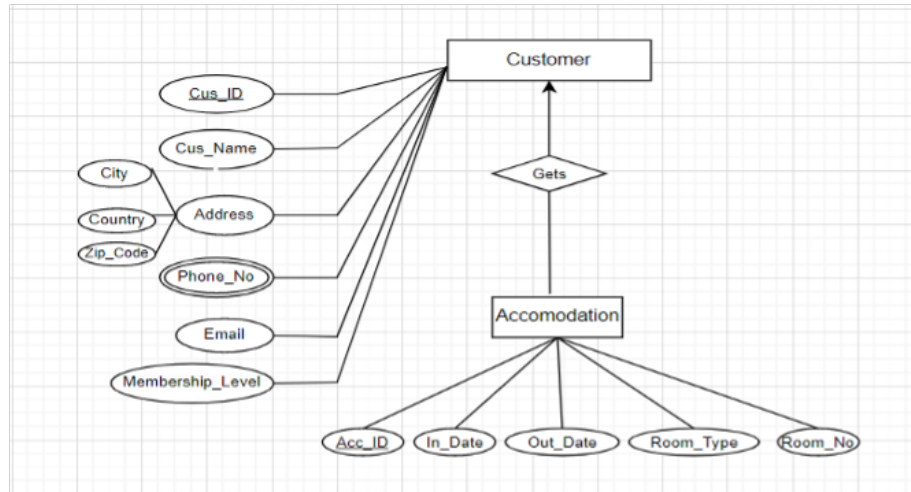 Customer
Cus_ID
Cus_Name
City
Gets
Address
Country
Zip_Code
Phone_No
Accomodation
Email
Membership_Level
Acc_ID
In_Date
Out_Date
Room_Type
Room_No